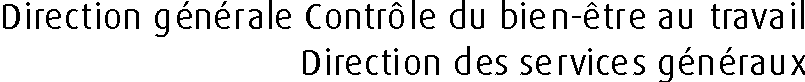 Direction générale Contrôle du bien-être au travail
Direction des services généraux